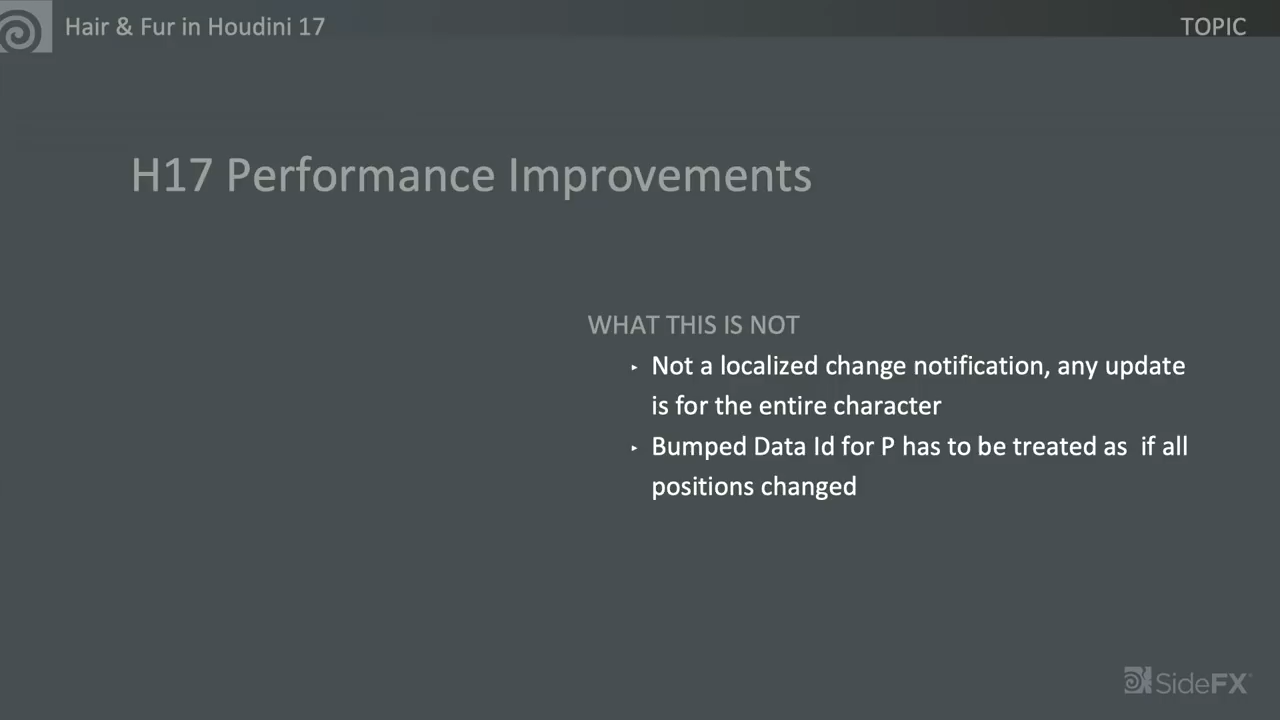 Hair & Fur in Houdini 17
TOPIC
H17 Performance Improvements
WHAT THIS IS NOT
Not a localized change notification, any update
is for the entire character
Bumped Data Id for P has to be treated as  if all
positions changed
SideFX